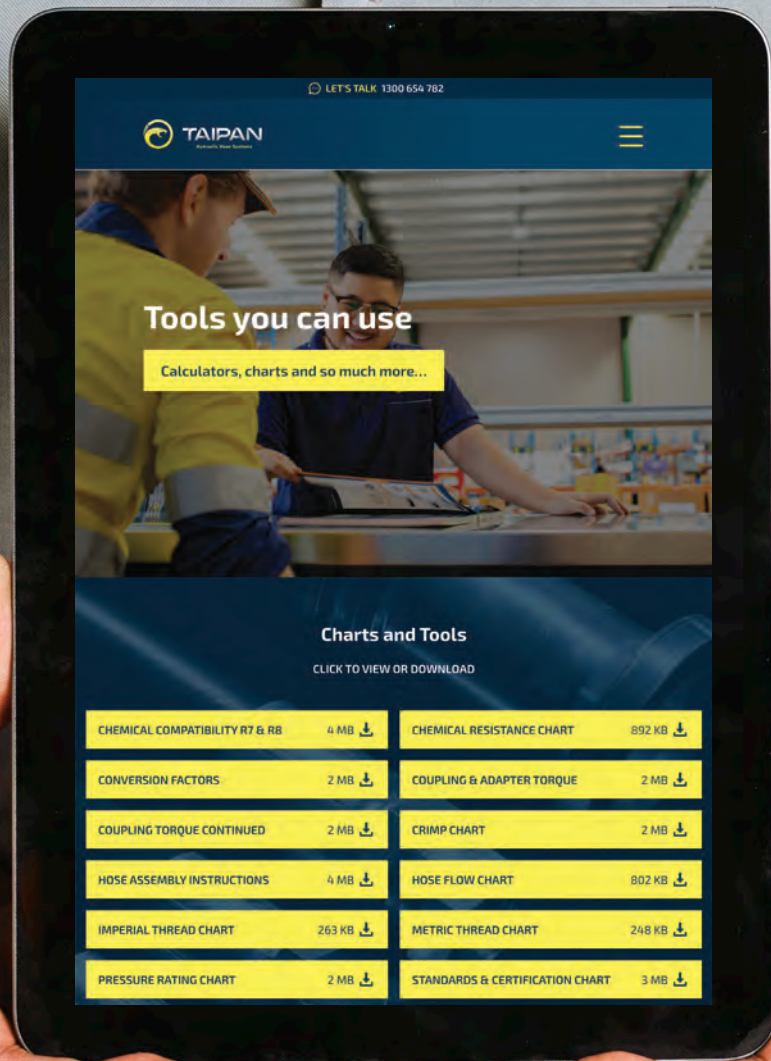 LET'S TALK 1300 654 782
TAIPAN
Hydraulic Hose Systems
Tools you can use
Calculators, charts and so much more...
Charts and Tools
CLICK TO VIEW OR DOWNLOAD
CHEMICAL COMPATIBILITY R7 & R8 4 MB
CHEMICAL RESISTANCE CHART 892 KB
CONVERSION FACTORS 2 MB
COUPLING & ADAPTER TORQUE 2 MB
COUPLING TORQUE CONTINUED 2 MB
CRIMP CHART 2 MB
HOSE ASSEMBLY INSTRUCTIONS 4 MB
HOSE FLOW CHART 802 KB
IMPERIAL THREAD CHART 263 KB
METRIC THREAD CHART 248 KB
PRESSURE RATING CHART 2 MB
STANDARDS & CERTIFICATION CHART 3 MB